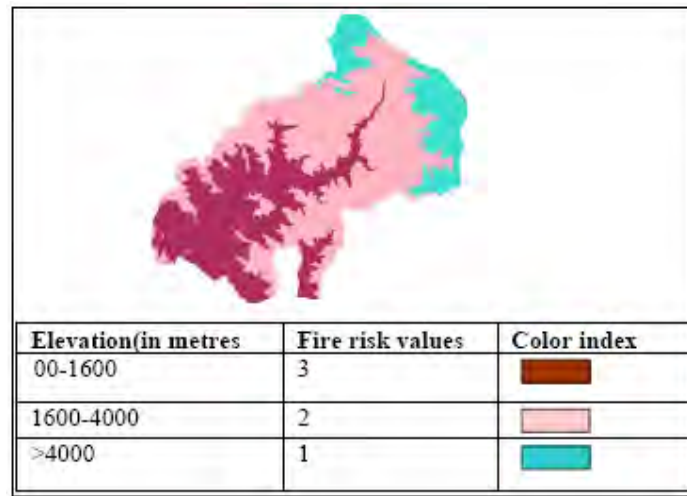 Elevation(in metres Fire risk values Color index
00-1600 3
1600-4000 2
>4000 1